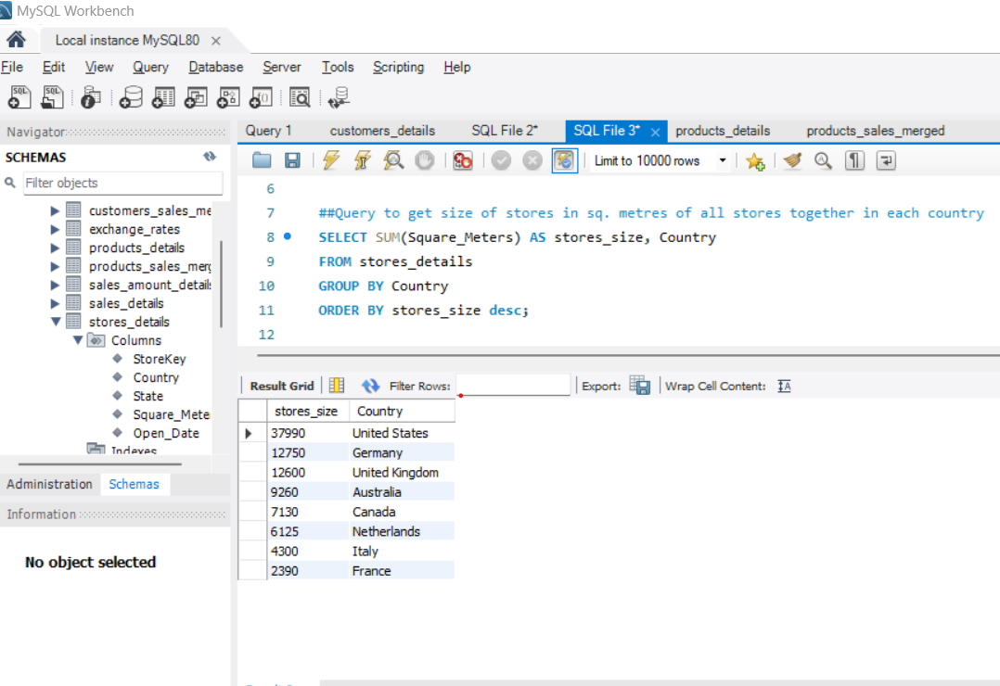 MySQL Workbench
Local instance MySQL80
File Edit View Query Database Server Tools Scripting Help
Navigator
SCHEMAS
Filter objects
customers_sales_me
exchange_rates
products_details
products_sales_merg
sales_amount_details
sales_details
stores_details
Columns
StoreKey
Country
State
Square_Mete
Open_Date
Indexes
Administration Schemas
Information
No object selected
Query 1 customers_details SQL File 2* SQL File 3* products_details products_sales_merged
Limit to 10000 rows
6
7 ##Query to get size of stores in sq. metres of all stores together in each country
8 SELECT SUM(Square_Meters) AS stores_size, Country
9 FROM stores_details
10 GROUP BY Country
11 ORDER BY stores_size desc;
12
Result Grid Filter Rows: Export: Wrap Cell Content:
stores_size Country
37990 United States
12750 Germany
12600 United Kingdom
9260 Australia
7130 Canada
6125 Netherlands
4300 Italy
2390 France